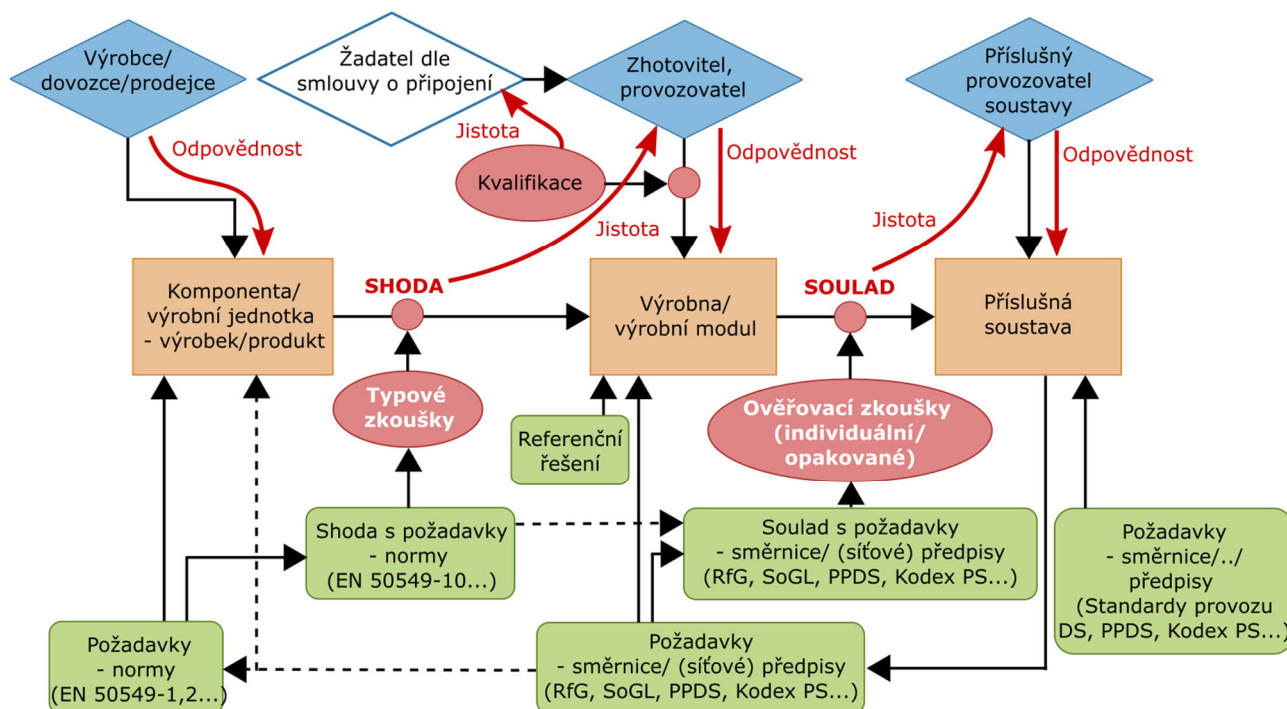 Výrobce/
dovozce/prodejce
Žadatel dle
smlouvy o připojení
Zhotovitel,
provozovatel
Příslušný
provozovatel
soustavy
Odpovědnost
Jistota
Kvalifikace
Odpovědnost
Odpovědnost
Jistota
Jistota
Komponenta/
výrobní jednotka
- výrobek/produkt
SHODA
Výrobna/
výrobní modul
SOULAD
Příslušná
soustava
Typové
zkoušky
Referenční
řešení
Ověřovací zkoušky
(individuální/
opakované)
Shoda s požadavky
- normy
(EN 50549-10...)
Soulad s požadavky
- směrnice/ (síťové) předpisy
(RfG, SoGL, PPDS, Kodex PS...)
Požadavky
- směrnice/../
předpisy
(Standardy provozu
DS, PPDS, Kodex PS...)
Požadavky
- normy
(EN 50549-1,2...)
Požadavky
- směrnice/ (síťové) předpisy
(RfG, SoGL, PPDS, Kodex PS...)